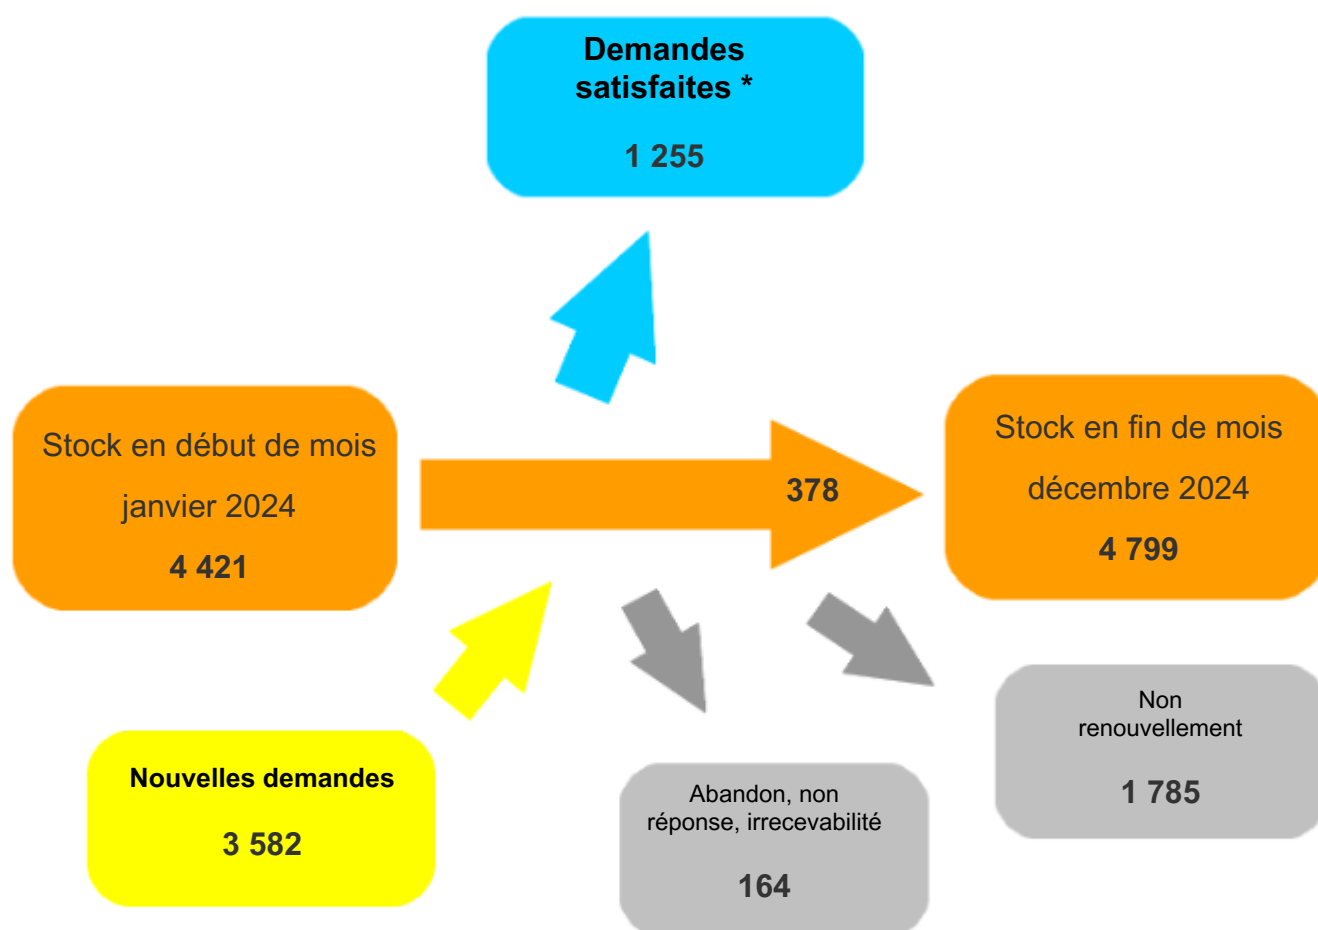 Demandes
satisfaites *
1 255
Stock en début de mois
janvier 2024
4 421
378
Stock en fin de mois
décembre 2024
4 799
Nouvelles demandes
3 582
Abandon, non
réponse, irrecevabilité
164
Non
renouvellement
1 785